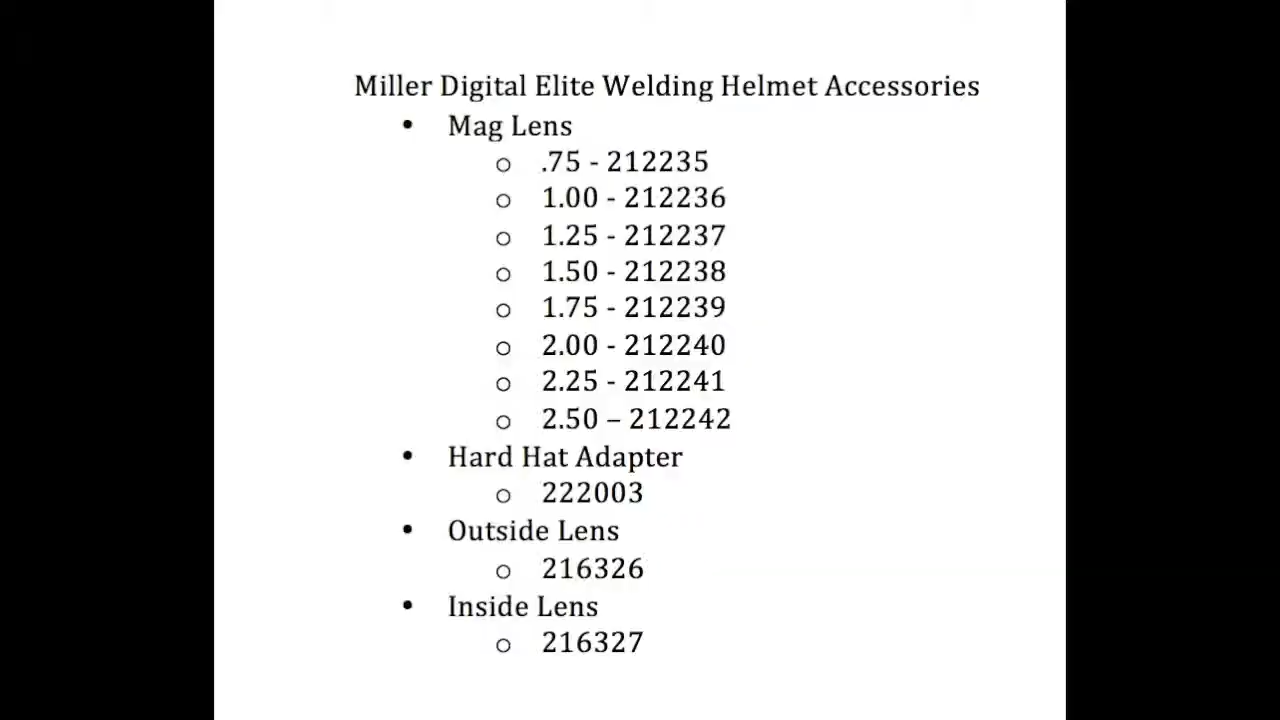 Miller Digital Elite Welding Helmet Accessories
• Mag Lens
○ .75 - 212235
○ 1.00 - 212236
○ 1.25 - 212237
○ 1.50 - 212238
○ 1.75 - 212239
○ 2.00 - 212240
○ 2.25 - 212241
○ 2.50 – 212242
• Hard Hat Adapter
○ 222003
• Outside Lens
○ 216326
• Inside Lens
○ 216327